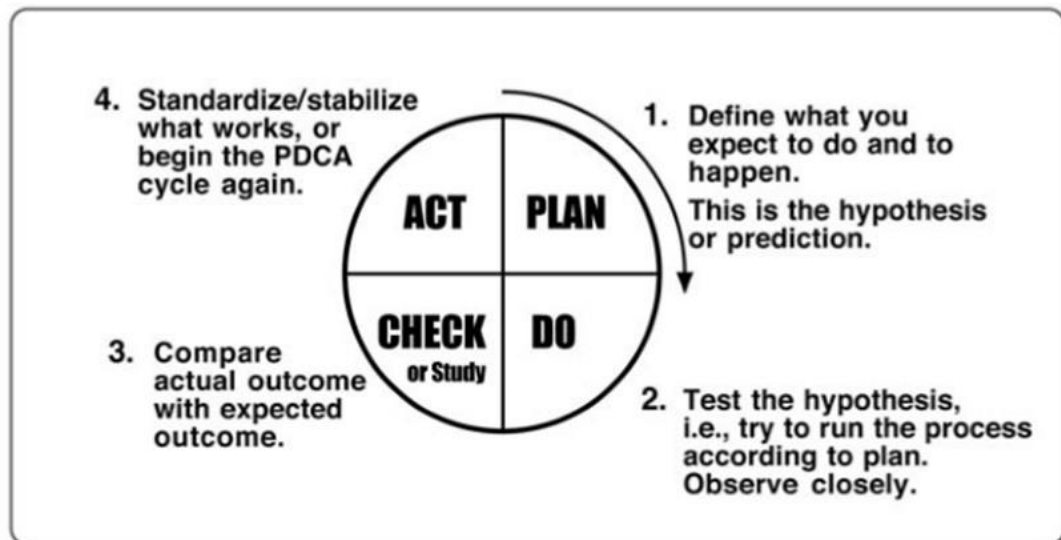 4. Standardize/stabilize
what works, or
begin the PDCA
cycle again.
ACT
PLAN
1. Define what you
expect to do and to
happen.
This is the hypothesis
or prediction.
CHECK
or Study
DO
3. Compare
actual outcome
with expected
outcome.
2. Test the hypothesis,
i.e., try to run the process
according to plan.
Observe closely.